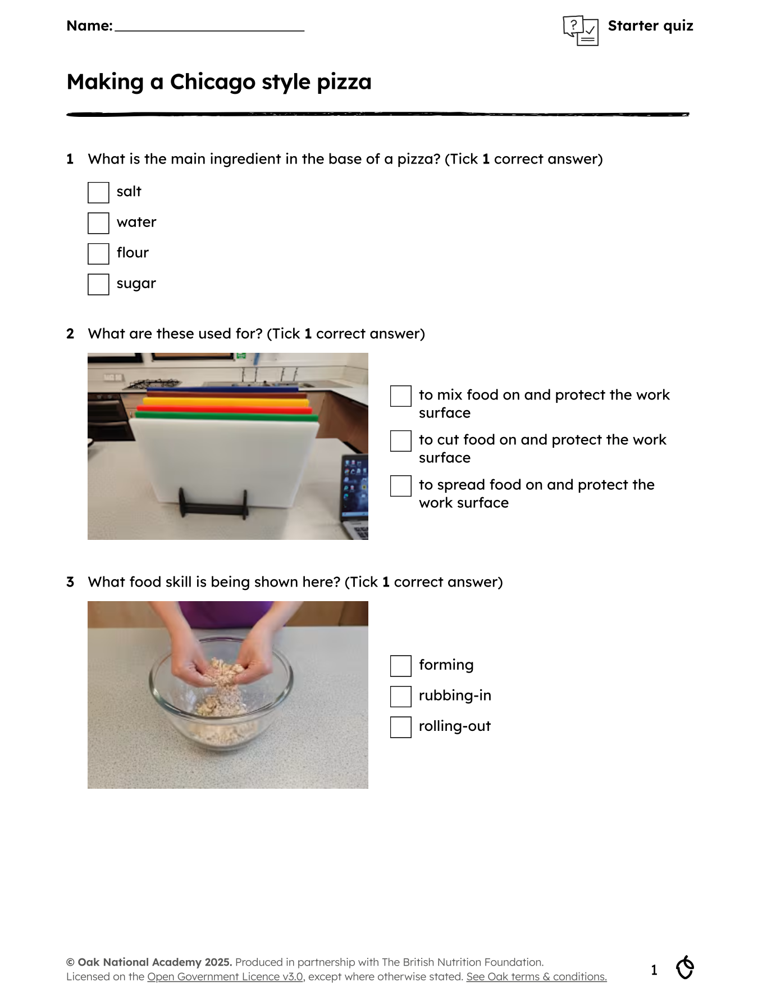 Name:
Starter quiz
Making a Chicago style pizza
1 What is the main ingredient in the base of a pizza? (Tick 1 correct answer)
salt
water
flour
sugar
2 What are these used for? (Tick 1 correct answer)
to mix food on and protect the work
surface
to cut food on and protect the work
surface
to spread food on and protect the
work surface
3 What food skill is being shown here? (Tick 1 correct answer)
forming
rubbing-in
rolling-out
© Oak National Academy 2025. Produced in partnership with The British Nutrition Foundation.
Licensed on the Open Government Licence v3.0, except where otherwise stated. See Oak terms & conditions.
1